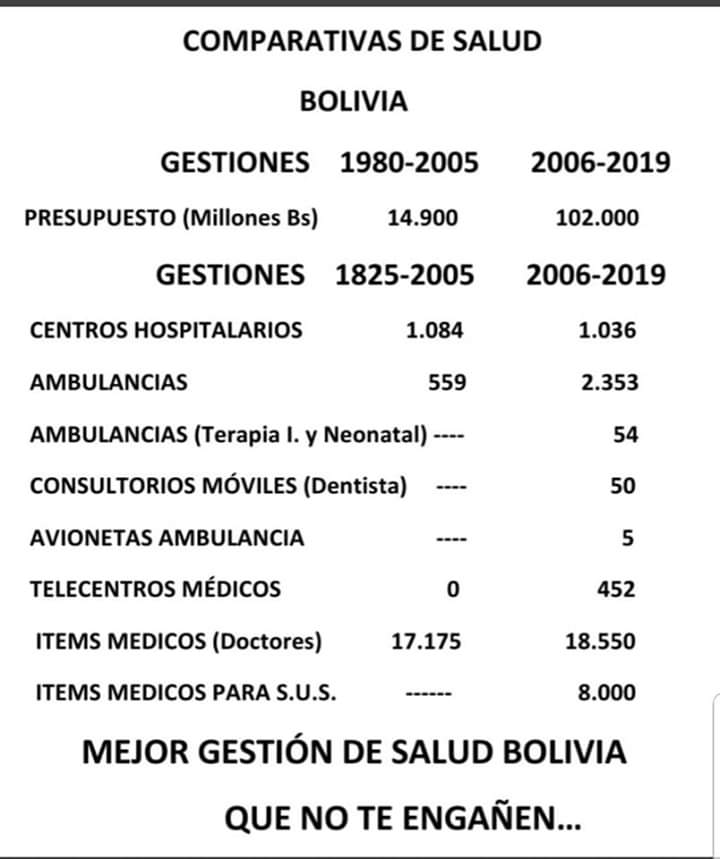 COMPARATIVAS DE SALUD
BOLIVIA
GESTIONES 1980-2005 2006-2019
PRESUPUESTO (Millones Bs) 14.900 102.000
GESTIONES 1825-2005 2006-2019
CENTROS HOSPITALARIOS 1.084 1.036
AMBULANCIAS 559 2.353
AMBULANCIAS (Terapia I. y Neonatal) ---- 54
CONSULTORIOS MÓVILES (Dentista) ---- 50
AVIONETAS AMBULANCIA ---- 5
TELECENTROS MÉDICOS 0 452
ITEMS MEDICOS (Doctores) 17.175 18.550
ITEMS MEDICOS PARA S.U.S. ------ 8.000
MEJOR GESTIÓN DE SALUD BOLIVIA
QUE NO TE ENGAÑEN...